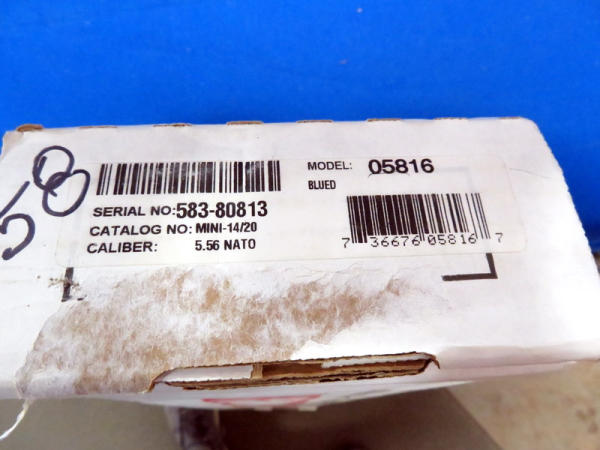 58
MODEL: 05816
BLUED
SERIAL NO: 583-80813
CATALOG NO: MINI-14/20
CALIBER: 5.56 NATO
7 36676 05816 7